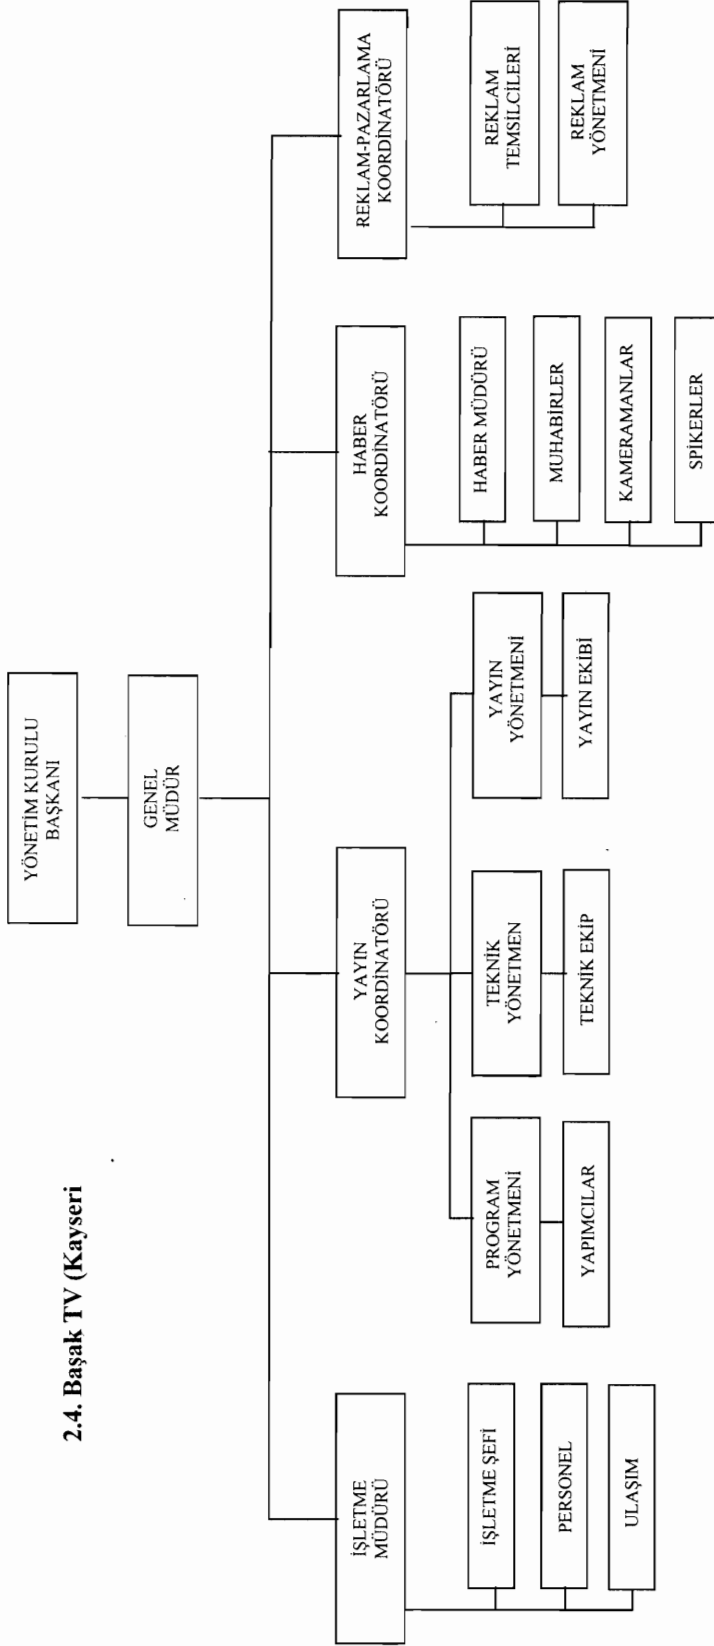 2.4. Başak TV (Kayseri
YÖNETİM KURULU
BAŞKANI
GENEL
MÜDÜR
İŞLETME
MÜDÜRÜ
YAYIN
KOORDİNATÖRÜ
HABER
KOORDİNATÖRÜ
REKLAM-PAZARLAMA
KOORDİNATÖRÜ
İŞLETME ŞEFİ
PERSONEL
ULAŞIM
PROGRAM
YÖNETMENİ
YAPIMCILAR
TEKNİK
YÖNETMEN
TEKNİK EKİP
YAYIN
YÖNETMENİ
YAYIN EKİBİ
HABER MÜDÜRÜ
MUHABİRLER
KAMERAMANLAR
SPİKERLER
REKLAM
TEMSİLCİLERİ
REKLAM
YÖNETMENİ